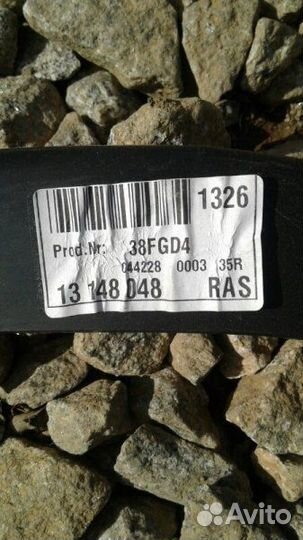 1326
Prod.Nr: 38FGD4
044228 0003 35R
13 148 048 RAS
Avito